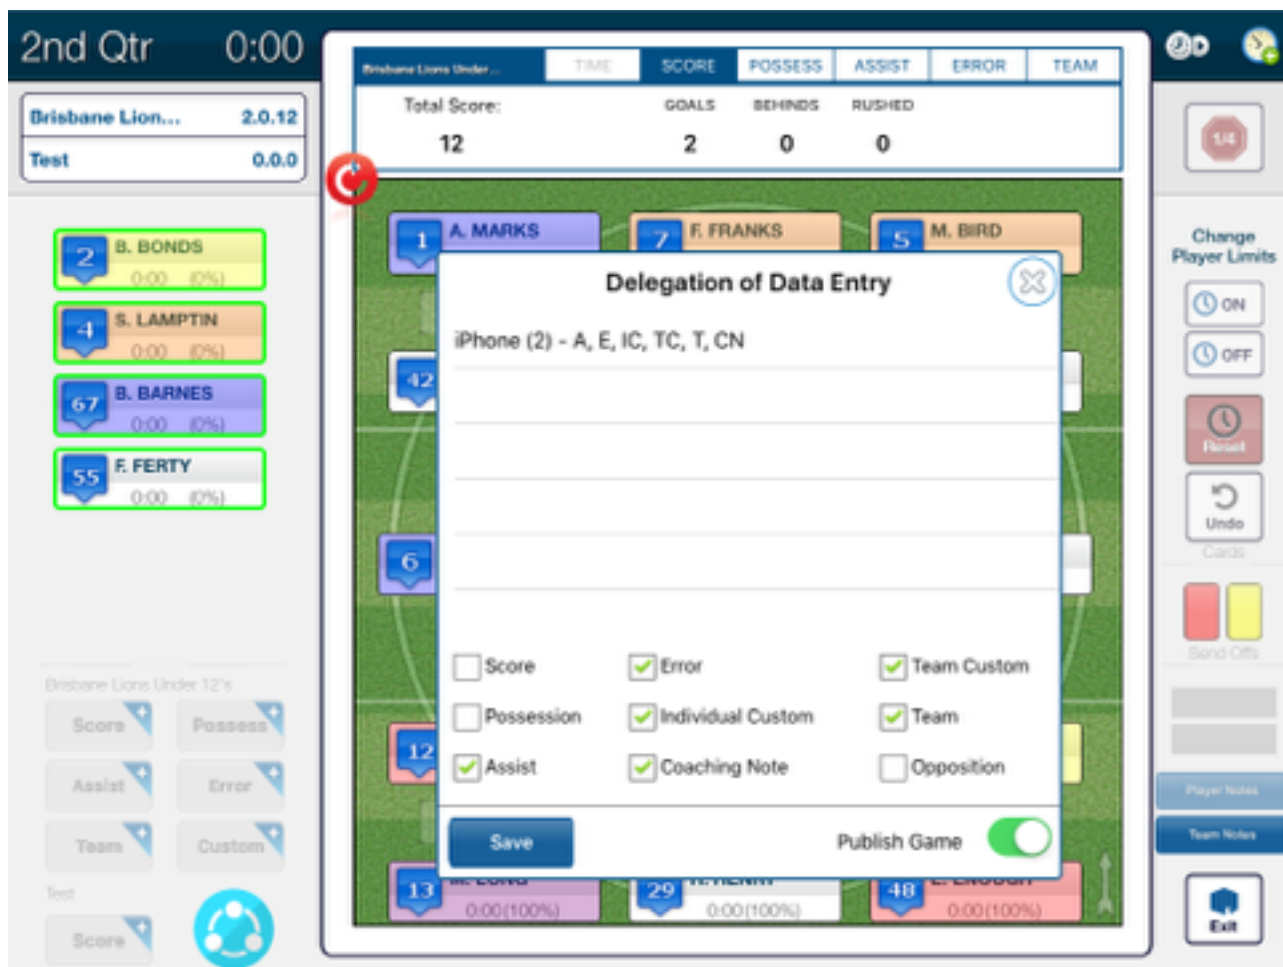 2nd Qtr 0:00
Brisbane Lion... 2.0.12
Test 0.0.0
2 B. BONDS
0:00 (0%)
4 S. LAMPTIN
0:00 (0%)
67 B. BARNES
0:00 (0%)
55 F. FERTY
0:00 (0%)
Brisbane Lions Under 12's
Score Possess
Assist Error
Team Custom
Test
Score
Brisbane Lions Under... TIME SCORE POSSESS ASSIST ERROR TEAM
Total Score: GOALS BEHINDS RUSHED
12 2 0 0
C
1 A. MARKS 7 F. FRANKS 5 M. BIRD
42
6
12
Delegation of Data Entry
iPhone (2) - A, E, IC, TC, T, CN
Score Error Team Custom
Possession Individual Custom Team
Assist Coaching Note Opposition
Save Publish Game
13 29 48
0:00(100%) 0:00(100%) 0:00(100%)
D
1/4
Change
Player Limits
ON
OFF
Reset
Undo
Cards
Send Offs
Player Notes
Team Notes
Exit